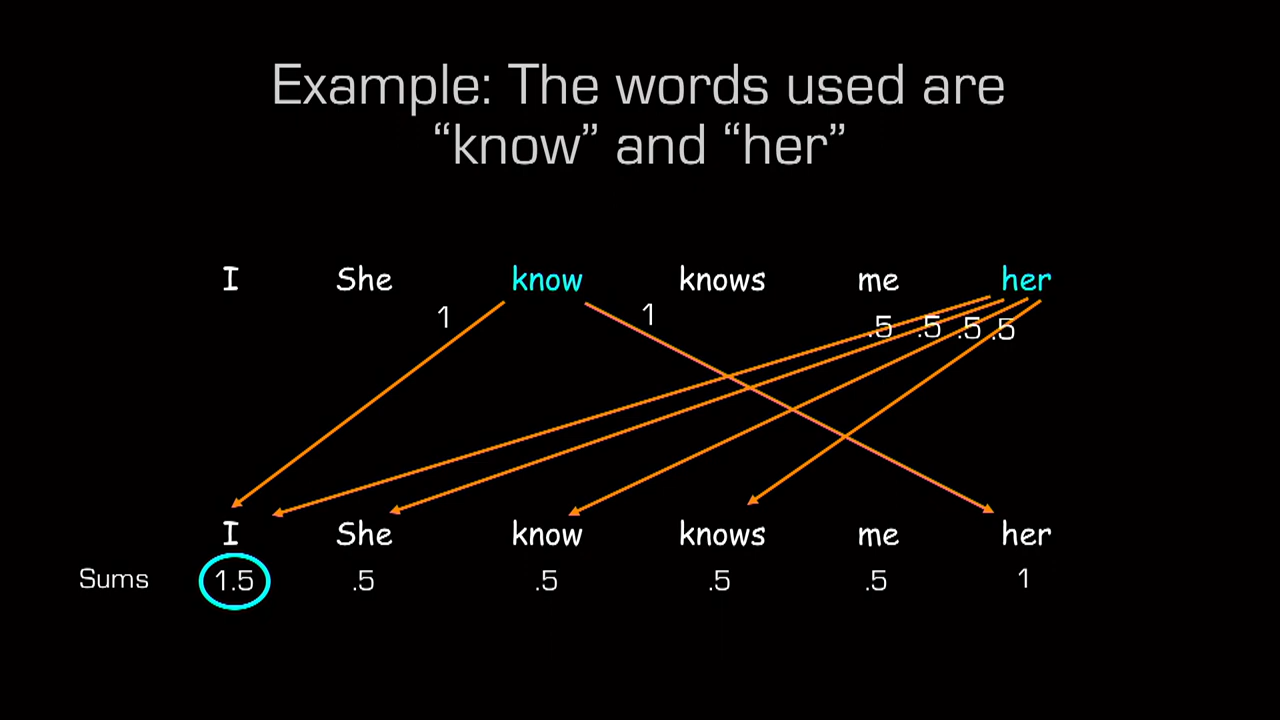 Example: The words used are
“know” and “her”
I She know knows me her
1 1 .5 .5 .5 .5
I She know knows me her
Sums 1.5 .5 .5 .5 .5 1